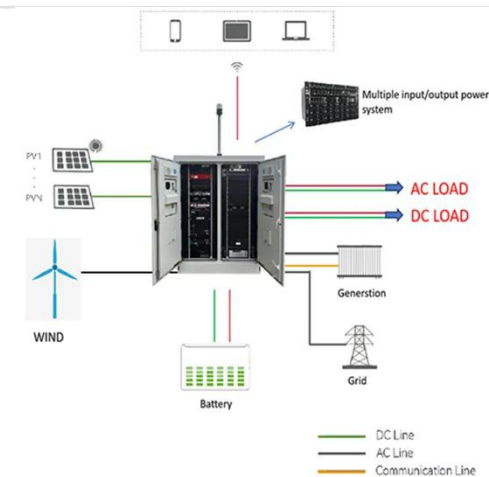 Multiple input/output power
system
PV1
PVN
AC LOAD
DC LOAD
WIND
Generstion
Grid
Battery
DC Line
AC Line
Communication Line